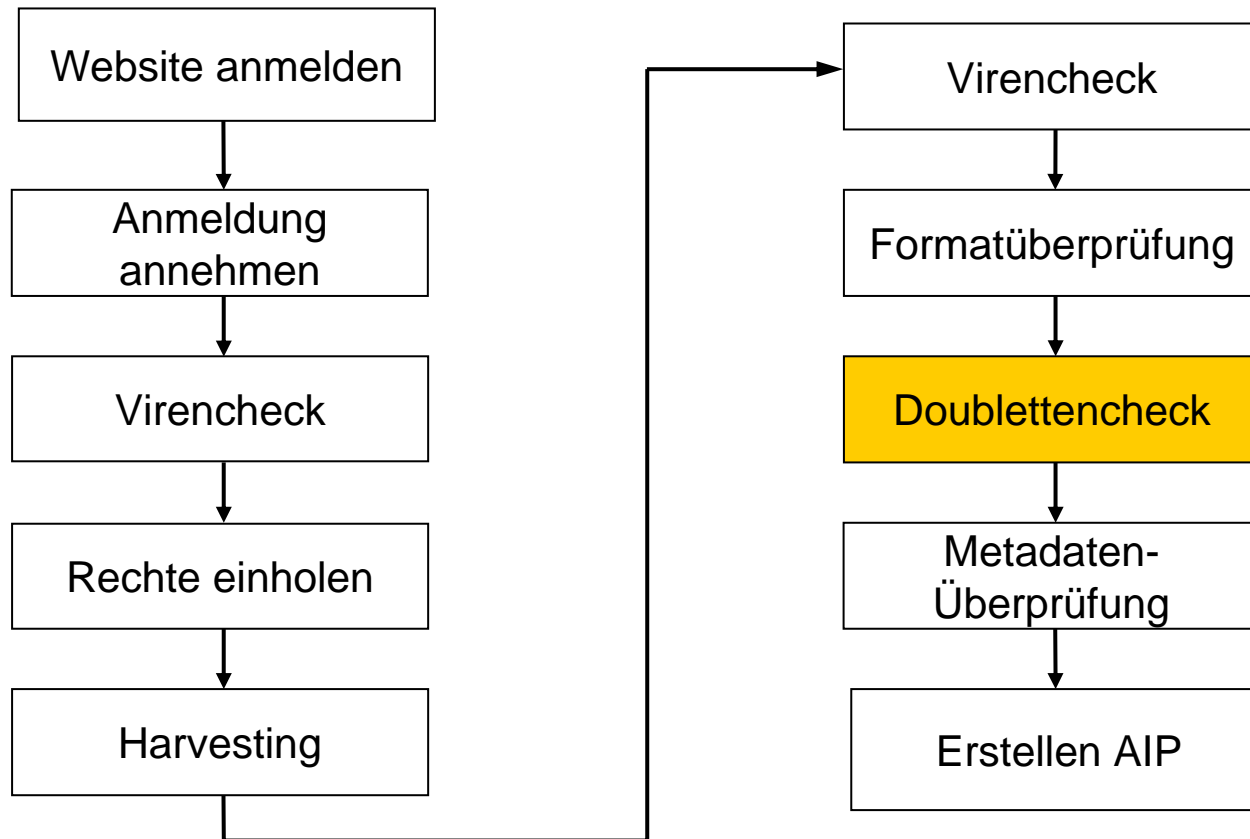 Website anmelden
Anmeldung
annehmen
Virencheck
Rechte einholen
Harvesting
Virencheck
Formatüberprüfung
Doublettencheck
Metadaten-
Überprüfung
Erstellen AIP